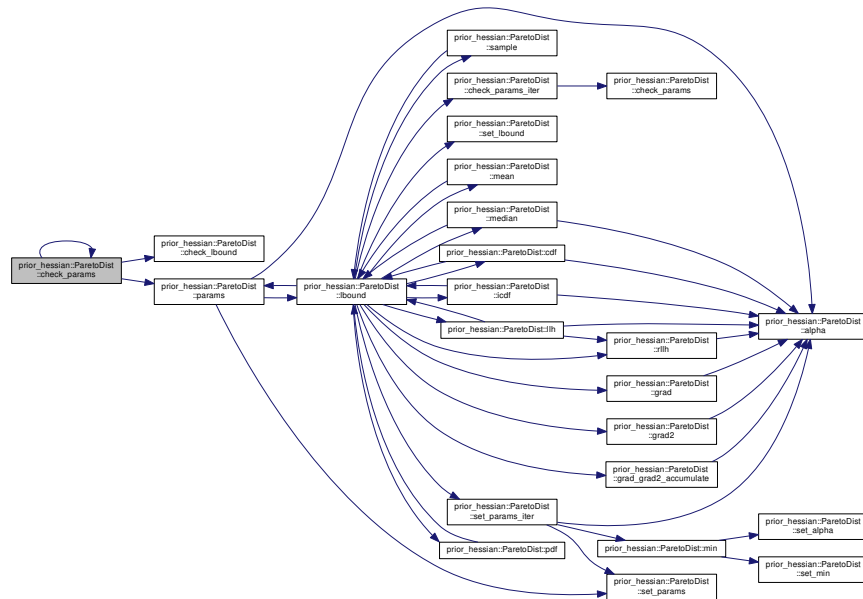 prior_hessian::ParetoDist
::sample
prior_hessian::ParetoDist
::check_params_iter
prior_hessian::ParetoDist
::check_params
prior_hessian::ParetoDist
::set_lbound
prior_hessian::ParetoDist
::mean
prior_hessian::ParetoDist
::median
prior_hessian::ParetoDist
::check_lbound
prior_hessian::ParetoDist::cdf
prior_hessian::ParetoDist
::check_params
prior_hessian::ParetoDist
::params
prior_hessian::ParetoDist
::lbound
prior_hessian::ParetoDist
::icdf
prior_hessian::ParetoDist::llh
prior_hessian::ParetoDist
::alpha
prior_hessian::ParetoDist
::rllh
prior_hessian::ParetoDist
::grad
prior_hessian::ParetoDist
::grad2
prior_hessian::ParetoDist
::grad_grad2_accumulate
prior_hessian::ParetoDist
::set_params_iter
prior_hessian::ParetoDist
::set_alpha
prior_hessian::ParetoDist::pdf
prior_hessian::ParetoDist::min
prior_hessian::ParetoDist
::set_min
prior_hessian::ParetoDist
::set_params